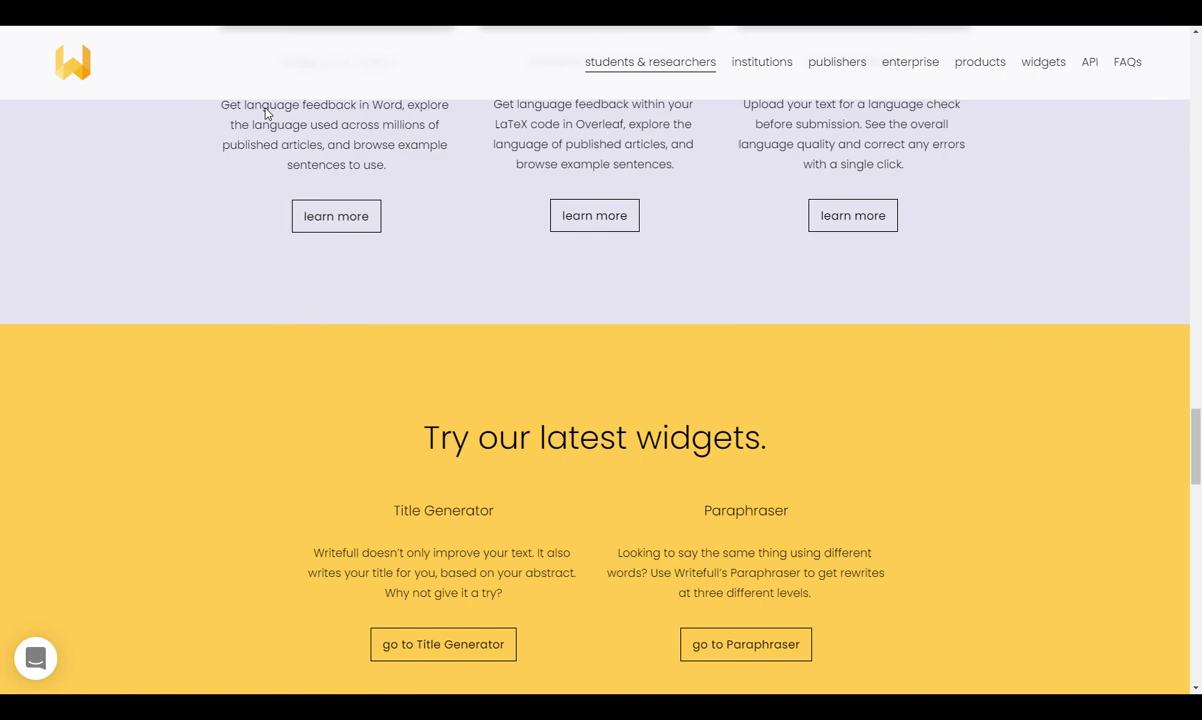 students & researchers institutions publishers enterprise products widgets API FAQs
Get language feedback in Word, explore
the language used across millions of
published articles, and browse example
sentences to use.
learn more
Get language feedback within your
LaTeX code in Overleaf, explore the
language of published articles, and
browse example sentences.
learn more
Upload your text for a language check
before submission. See the overall
language quality and correct any errors
with a single click.
learn more
Try our latest widgets.
Title Generator
Writefull doesn't only improve your text. It also
writes your title for you, based on your abstract.
Why not give it a try?
go to Title Generator
Paraphraser
Looking to say the same thing using different
words? Use Writefull's Paraphraser to get rewrites
at three different levels.
go to Paraphraser